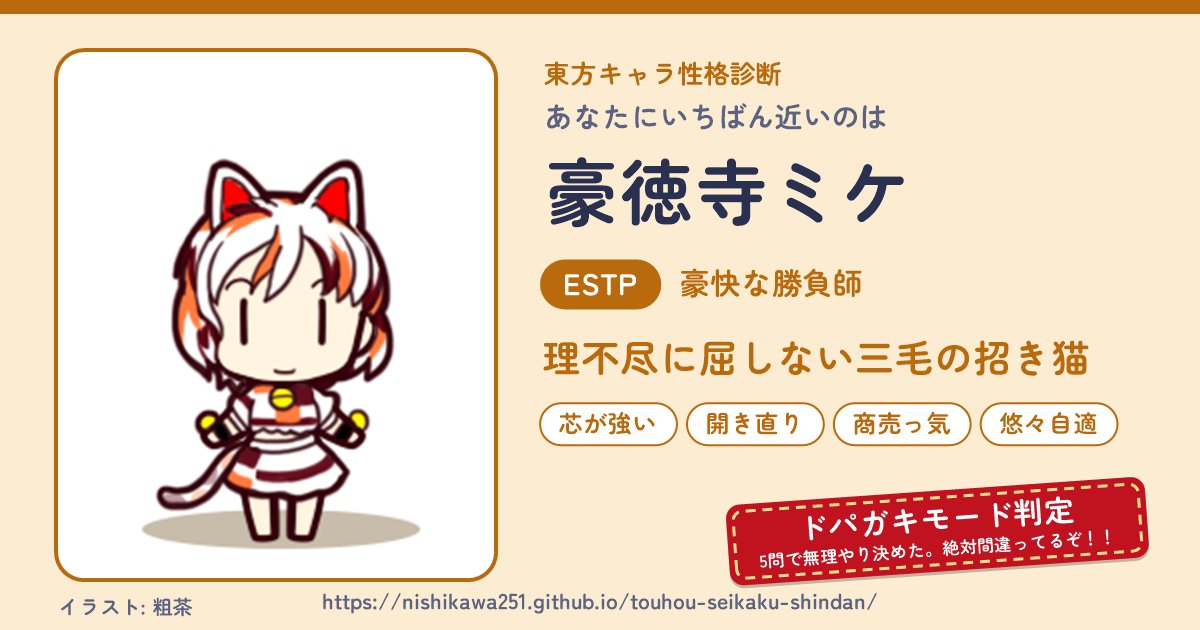 東方キャラ性格診断
あなたにいちばん近いのは
豪徳寺ミケ
ESTP 豪快な勝負師
理不尽に屈しない三毛の招き猫
芯が強い 開き直り 商売っ気 悠々自適
ドパガキモード判定
5問で無理やり決めた。絶対間違ってるぞ！！
イラスト: 粗茶
https://nishikawa251.github.io/touhou-seikaku-shindan/